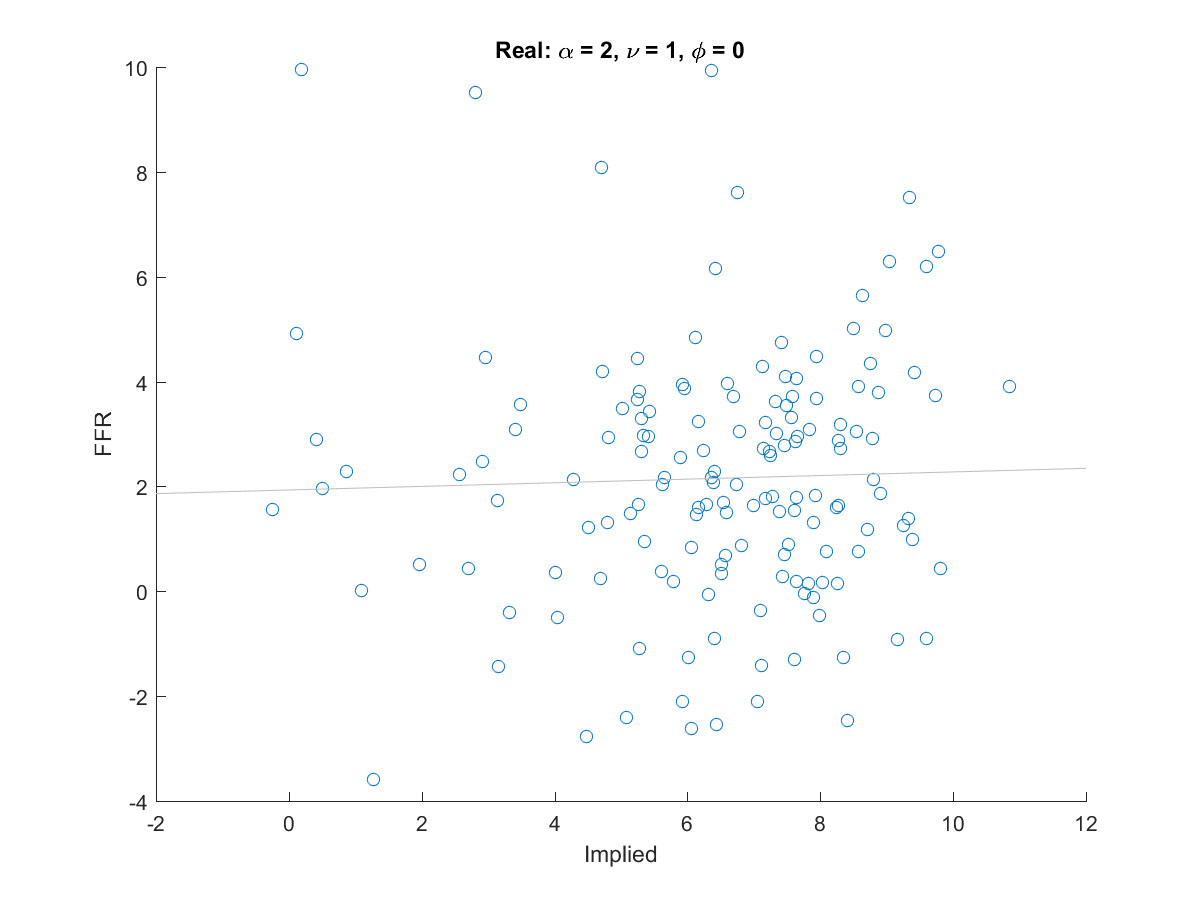 Real: α = 2, ν = 1, ϕ = 0
10
8
6
4
2
0
-2
-4
FFR
-2 0 2 4 6 8 10 12
Implied